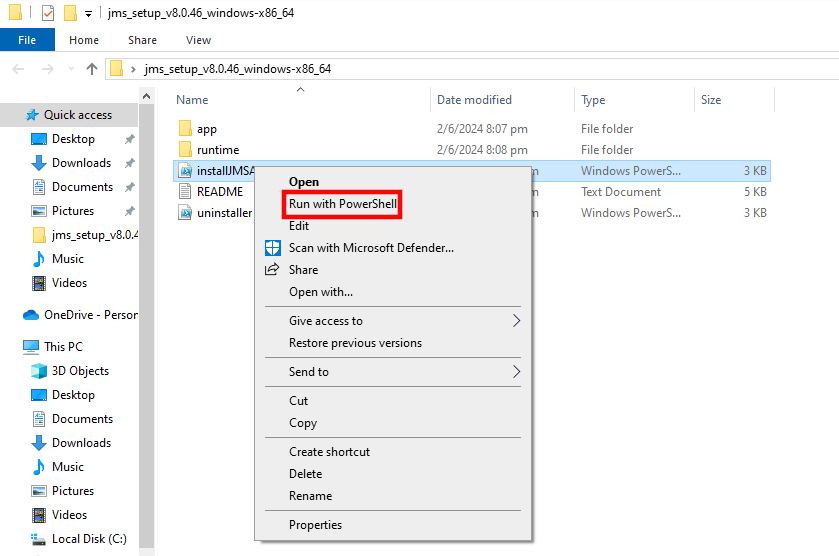 jms_setup_v8.0.46_windows-x86_64
File Home Share View
jms_setup_v8.0.46_windows-x86_64
Name Date modified Type Size
Quick access
Desktop
Downloads
Documents
Pictures
jms_setup_v8.0.4
Music
Videos
OneDrive - Person
This PC
3D Objects
Desktop
Documents
Downloads
Music
Pictures
Videos
Local Disk (C:)
app 2/6/2024 8:07 pm File folder
runtime 2/6/2024 8:08 pm File folder
installJMSA m Windows PowerS... 3 KB
README m Text Document 5 KB
uninstaller m Windows PowerS... 3 KB
Open
Run with PowerShell
Edit
Scan with Microsoft Defender...
Share
Open with...
Give access to
Restore previous versions
Send to
Cut
Copy
Create shortcut
Delete
Rename
Properties